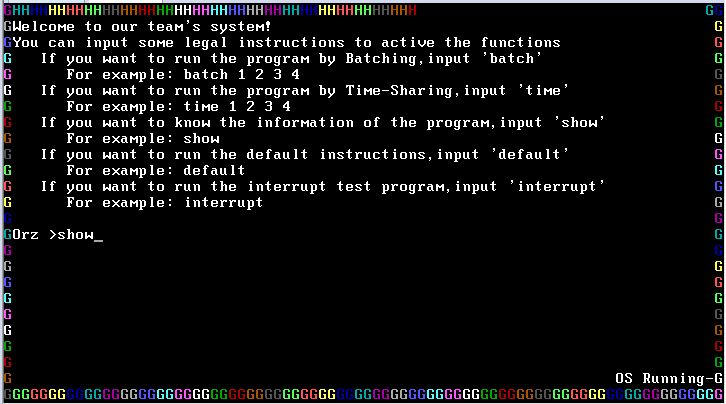 Welcome to our team's system!
You can input some legal instructions to active the functions
If you want to run the program by Batching,input 'batch'
For example: batch 1 2 3 4
If you want to run the program by Time-Sharing,input 'time'
For example: time 1 2 3 4
If you want to know the information of the program,input 'show'
For example: show
If you want to run the default instructions,input 'default'
For example: default
If you want to run the interrupt test program,input 'interrupt'
For example: interrupt
Orz >show_
OS Running-